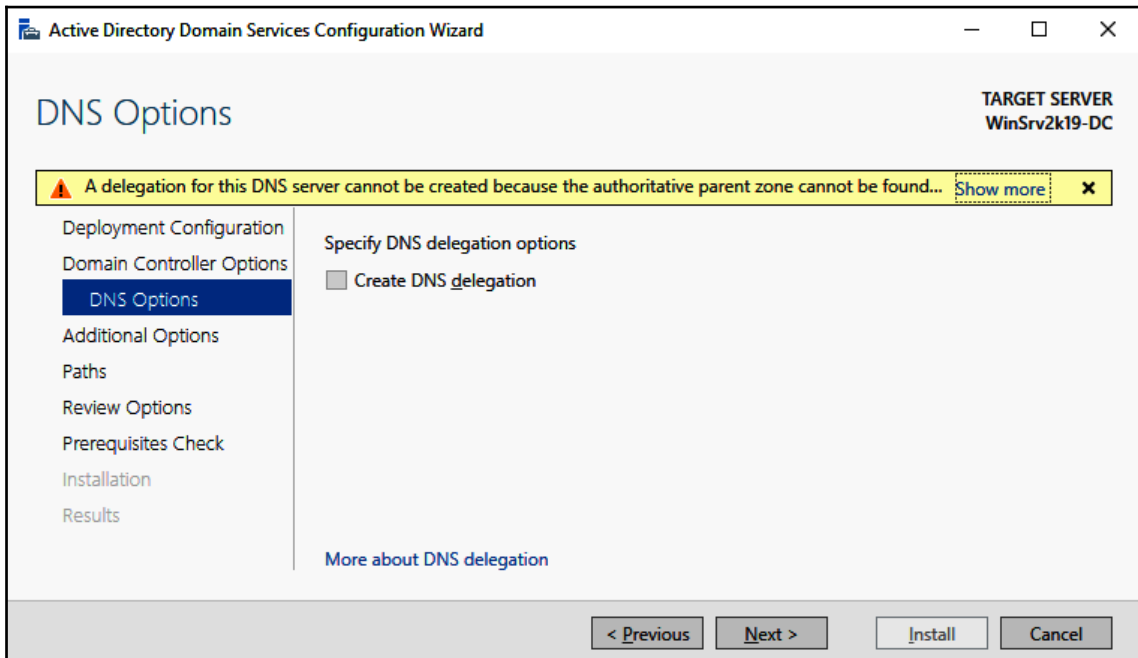 Active Directory Domain Services Configuration Wizard
DNS Options
TARGET SERVER
WinSrv2k19-DC
A delegation for this DNS server cannot be created because the authoritative parent zone cannot be found... Show more
Deployment Configuration
Domain Controller Options
DNS Options
Additional Options
Paths
Review Options
Prerequisites Check
Installation
Results
Specify DNS delegation options
Create DNS delegation
More about DNS delegation
< Previous
Next >
Install
Cancel